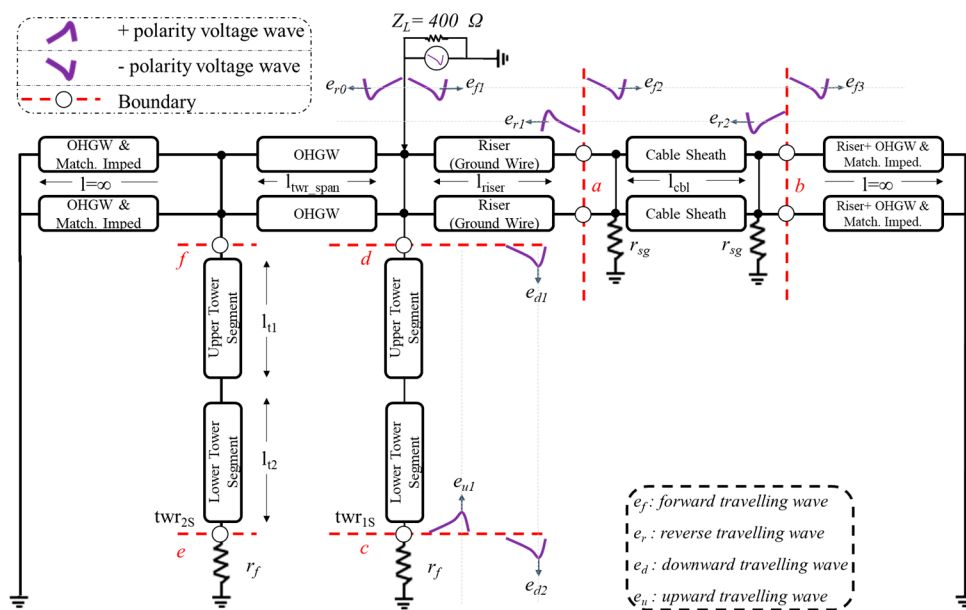 + polarity voltage wave
- polarity voltage wave
Boundary
Z_L= 400 Ω
e_r0
e_f1
e_f2
e_f3
e_r1
e_r2
OHGW &
Match. Imped
l=∞
OHGW
l_twr_span
Riser
(Ground Wire)
l_riser
a
Cable Sheath
l_cbl
b
Riser+ OHGW &
Match. Imped.
l=∞
OHGW &
Match. Imped
OHGW
Riser
(Ground Wire)
Cable Sheath
Riser+ OHGW &
Match. Imped.
r_sg
r_sg
f
d
e_d1
Upper Tower
Segment
l_t1
Upper Tower
Segment
Lower Tower
Segment
l_t2
Lower Tower
Segment
e_u1
twr_2S
twr_1S
e
c
r_f
r_f
e_d2
e_f : forward travelling wave
e_r : reverse travelling wave
e_d : downward travelling wave
e_u : upward travelling wave